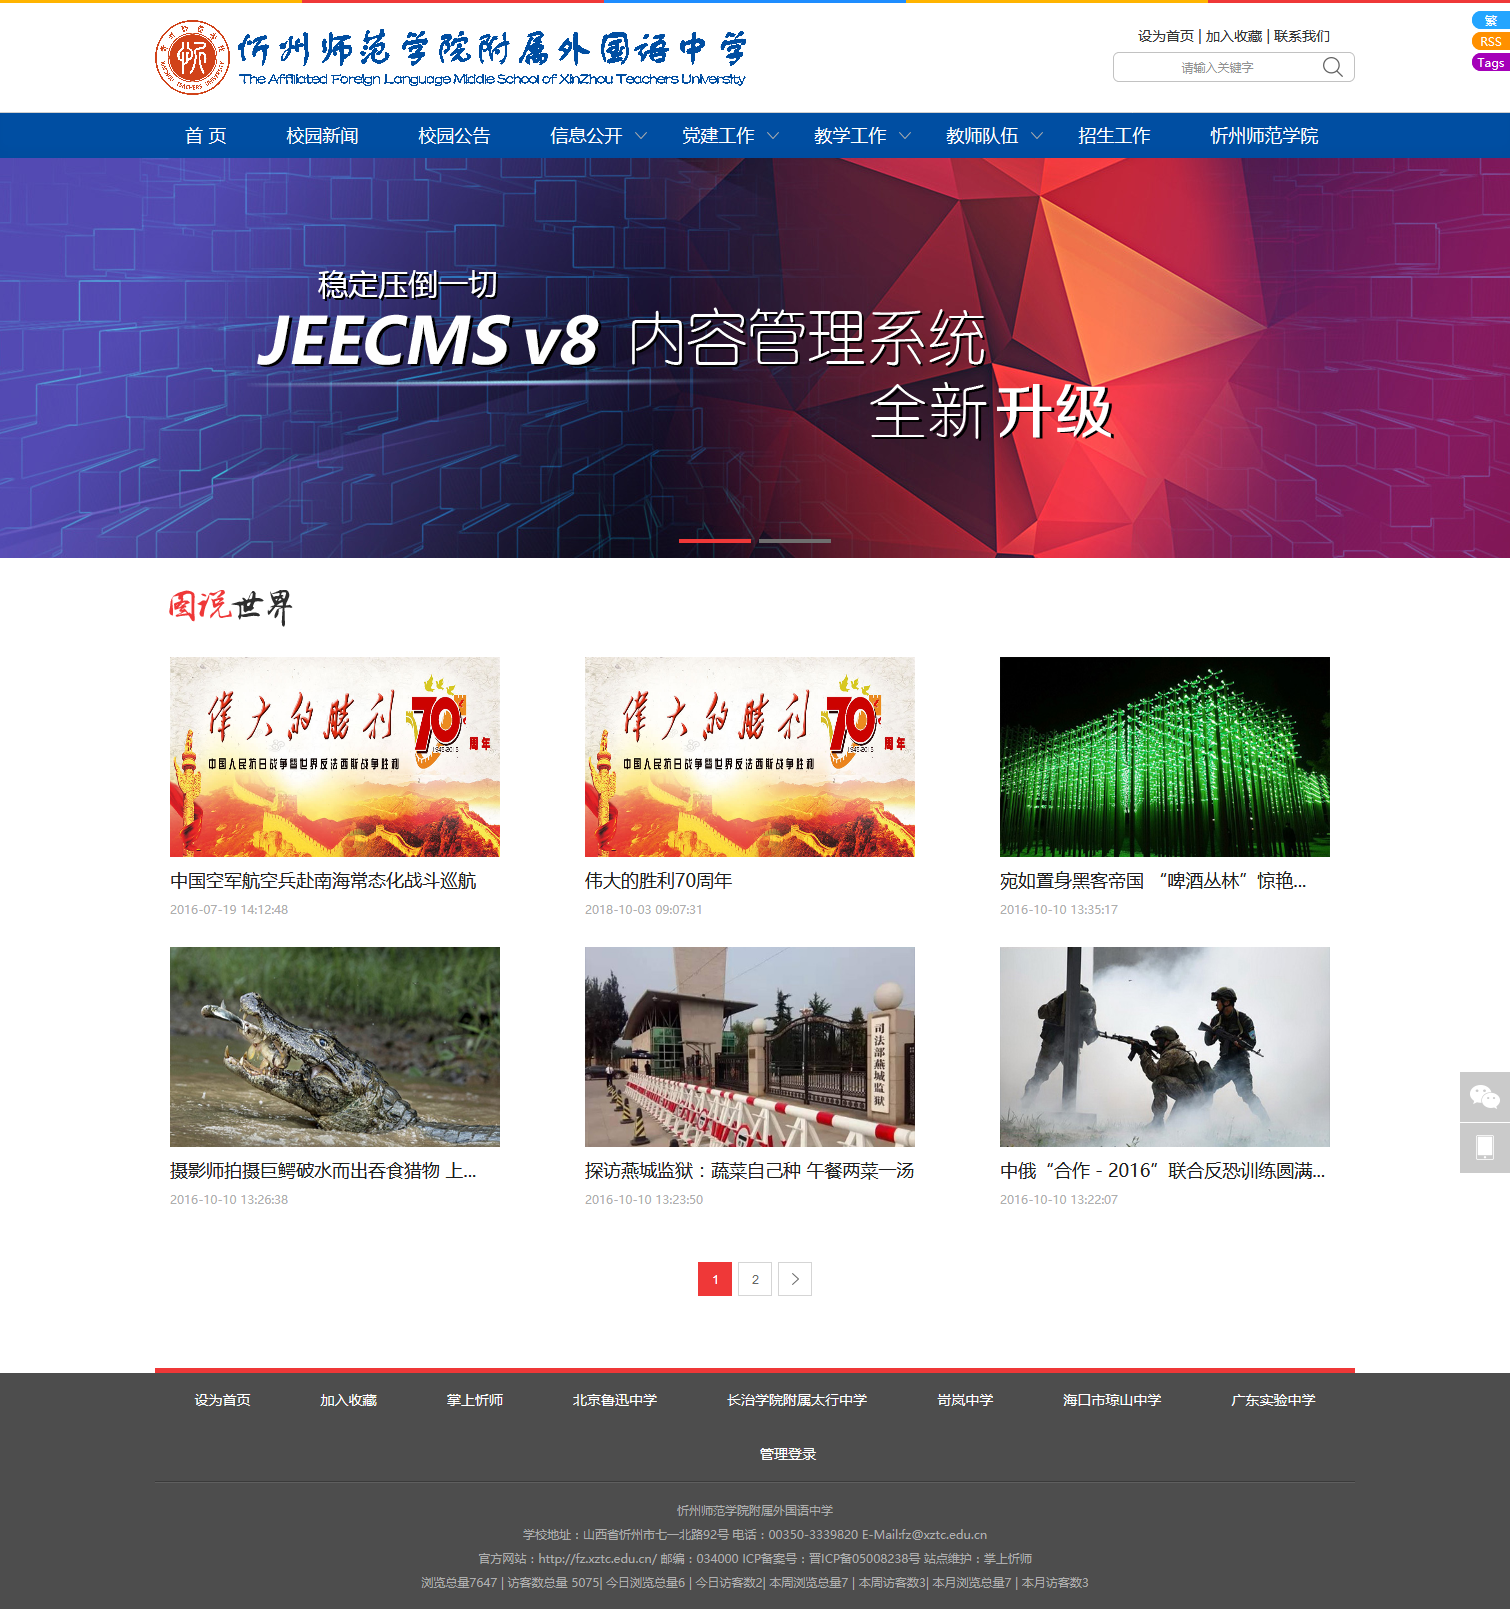 忻州师范学院附属外国语中学
The Affiliated Foreign Language Middle School of XinZhou Teachers University
设为首页 | 加入收藏 | 联系我们
请输入关键字
繁
RSS
Tags
首 页 校园新闻 校园公告 信息公开 党建工作 教学工作 教师队伍 招生工作 忻州师范学院
稳定压倒一切
JEECMS v8 内容管理系统
全新升级
图说世界
偉大的勝利 70周年
1945-2015
中国人民抗日战争暨世界反法西斯战争胜利
偉大的勝利 70周年
1945-2015
中国人民抗日战争暨世界反法西斯战争胜利
中国空军航空兵赴南海常态化战斗巡航
2016-07-19 14:12:48
伟大的胜利70周年
2018-10-03 09:07:31
宛如置身黑客帝国 “啤酒丛林”惊艳...
2016-10-10 13:35:17
司法部燕城监狱
摄影师拍摄巨鳄破水而出吞食猎物 上...
2016-10-10 13:26:38
探访燕城监狱：蔬菜自己种 午餐两菜一汤
2016-10-10 13:23:50
中俄“合作－2016”联合反恐训练圆满...
2016-10-10 13:22:07
1 2 >
设为首页 加入收藏 掌上忻师 北京鲁迅中学 长治学院附属太行中学 岢岚中学 海口市琼山中学 广东实验中学
管理登录
忻州师范学院附属外国语中学
学校地址：山西省忻州市七一北路92号 电话：00350-3339820 E-Mail:fz@xztc.edu.cn
官方网站：http://fz.xztc.edu.cn/ 邮编：034000 ICP备案号：晋ICP备05008238号 站点维护：掌上忻师
浏览总量7647 | 访客数总量 5075| 今日浏览总量6 | 今日访客数2| 本周浏览总量7 | 本周访客数3| 本月浏览总量7 | 本月访客数3